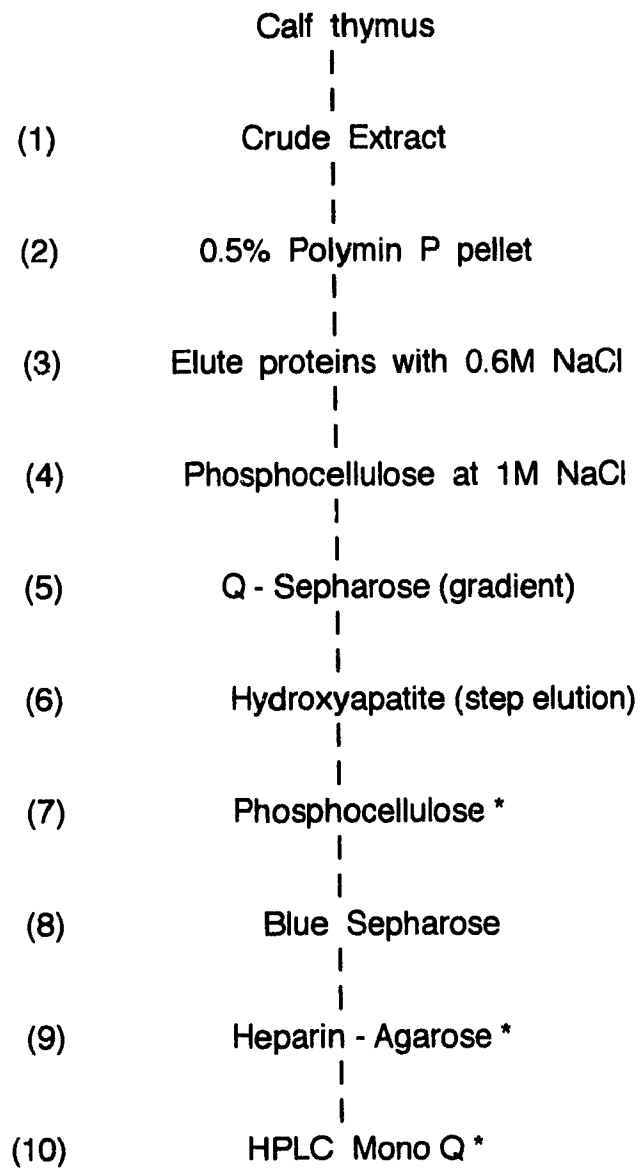 Calf thymus
(1) Crude Extract
(2) 0.5% Polymin P pellet
(3) Elute proteins with 0.6M NaCl
(4) Phosphocellulose at 1M NaCl
(5) Q - Sepharose (gradient)
(6) Hydroxyapatite (step elution)
(7) Phosphocellulose *
(8) Blue Sepharose
(9) Heparin - Agarose *
(10) HPLC Mono Q *